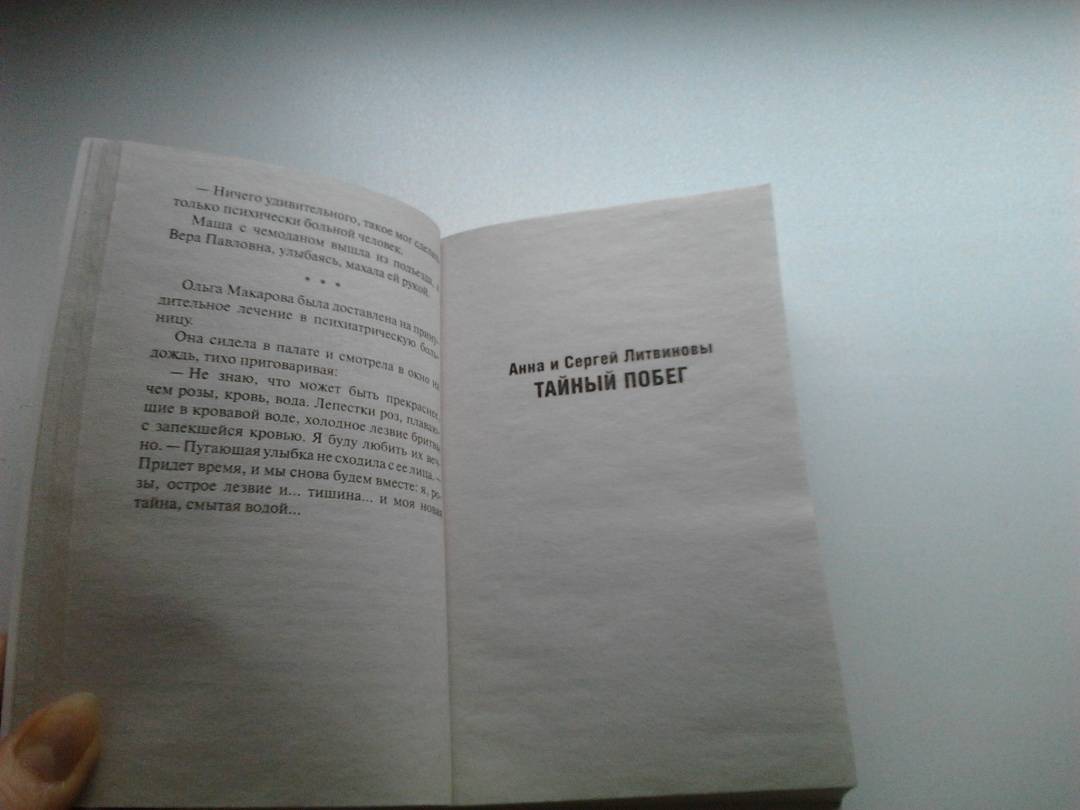 — Ничего удивительного, такое мог сделать
только психически больной человек.
Маша с чемоданом вышла из подъезда, а
Вера Павловна, улыбаясь, махала ей рукой.
* * *
Ольга Макарова была доставлена на прину-
дительное лечение в психиатрическую боль-
ницу.
Она сидела в палате и смотрела в окно на
дождь, тихо приговаривая:
— Не знаю, что может быть прекраснее,
чем розы, кровь, вода. Лепестки роз, плаваю-
щие в кровавой воде, холодное лезвие бритвы
с запекшейся кровью. Я буду любить их веч-
но. — Пугающая улыбка не сходила с ее лица. —
Придет время, и мы снова будем вместе: я, ро-
зы, острое лезвие и... тишина... и моя новая
тайна, смытая водой...
Анна и Сергей Литвиновы
ТАЙНЫЙ ПОБЕГ